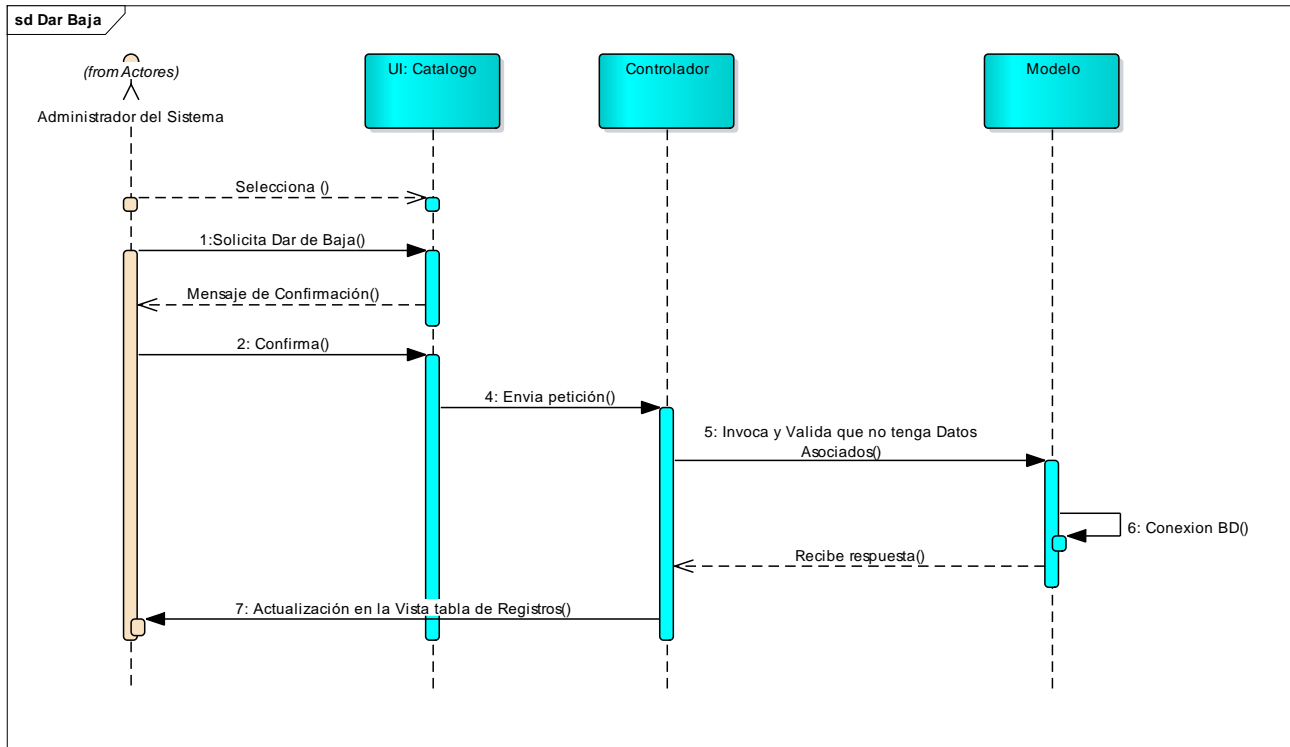 sd Dar Baja
(from Actores)
Administrador del Sistema
UI: Catalogo
Controlador
Modelo
Selecciona ()
1:Solicita Dar de Baja()
Mensaje de Confirmación()
2: Confirma()
4: Envia petición()
5: Invoca y Valida que no tenga Datos
Asociados()
6: Conexion BD()
Recibe respuesta()
7: Actualización en la Vista tabla de Registros()